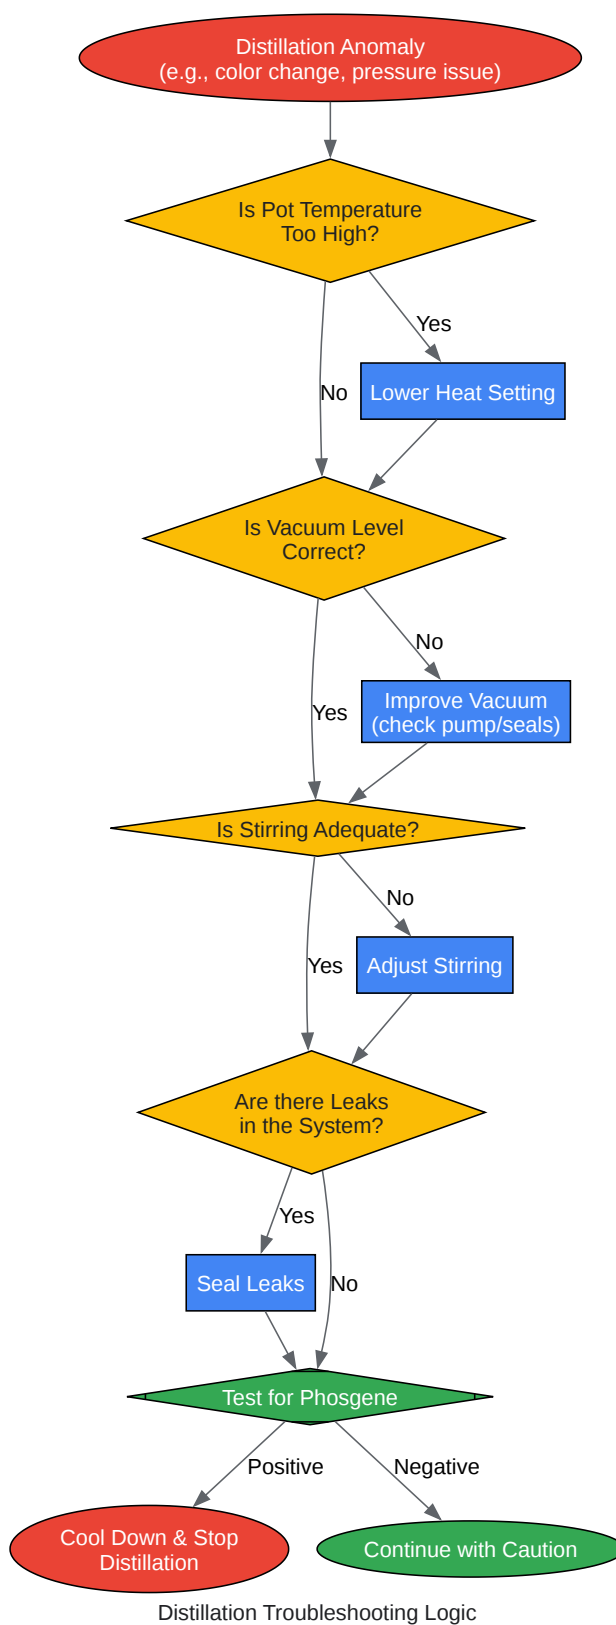 Distillation Anomaly
(e.g., color change, pressure issue)
Is Pot Temperature
Too High?
Yes
No
Lower Heat Setting
Is Vacuum Level
Correct?
No
Yes
Improve Vacuum
(check pump/seals)
Is Stirring Adequate?
No
Yes
Adjust Stirring
Are there Leaks
in the System?
Yes
No
Seal Leaks
Test for Phosgene
Positive
Negative
Cool Down & Stop
Distillation
Continue with Caution
Distillation Troubleshooting Logic